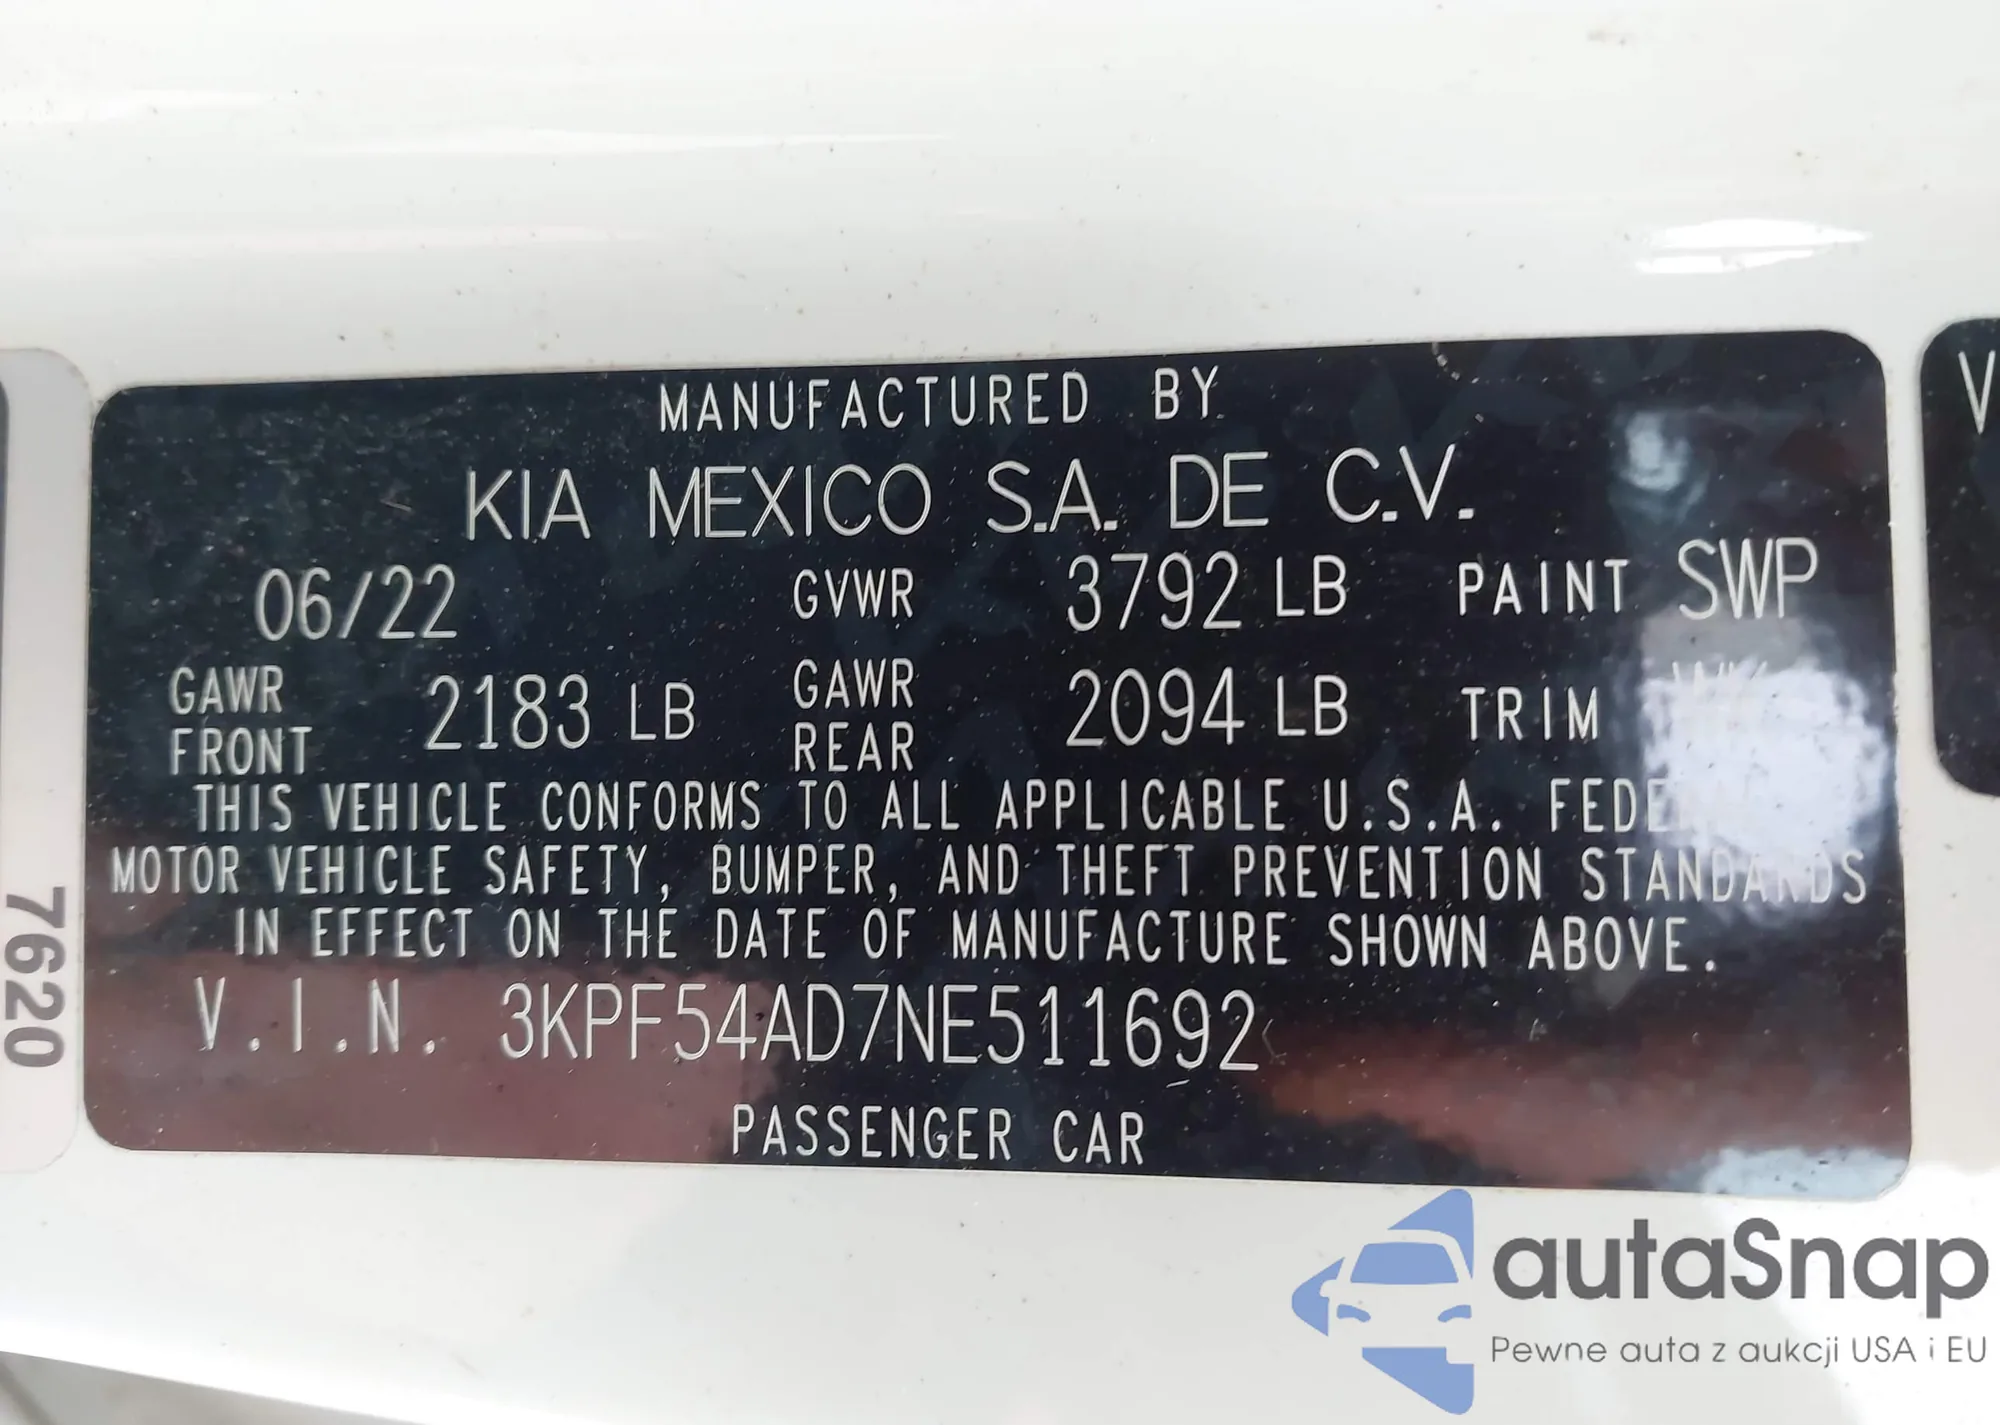 MANUFACTURED BY
KIA MEXICO S.A. DE C.V.
06/22 GVWR 3792 LB PAINT SWP
GAWR FRONT 2183 LB GAWR REAR 2094 LB TRIM
THIS VEHICLE CONFORMS TO ALL APPLICABLE U.S.A.
MOTOR VEHICLE SAFETY, BUMPER, AND THEFT PREVENTION STANDARDS
IN EFFECT ON THE DATE OF MANUFACTURE SHOWN ABOVE.
V.I.N. 3KPF54AD7NE511692
PASSENGER CAR
7620
V
autaSnap
Pewne auta z aukcji USA i EU